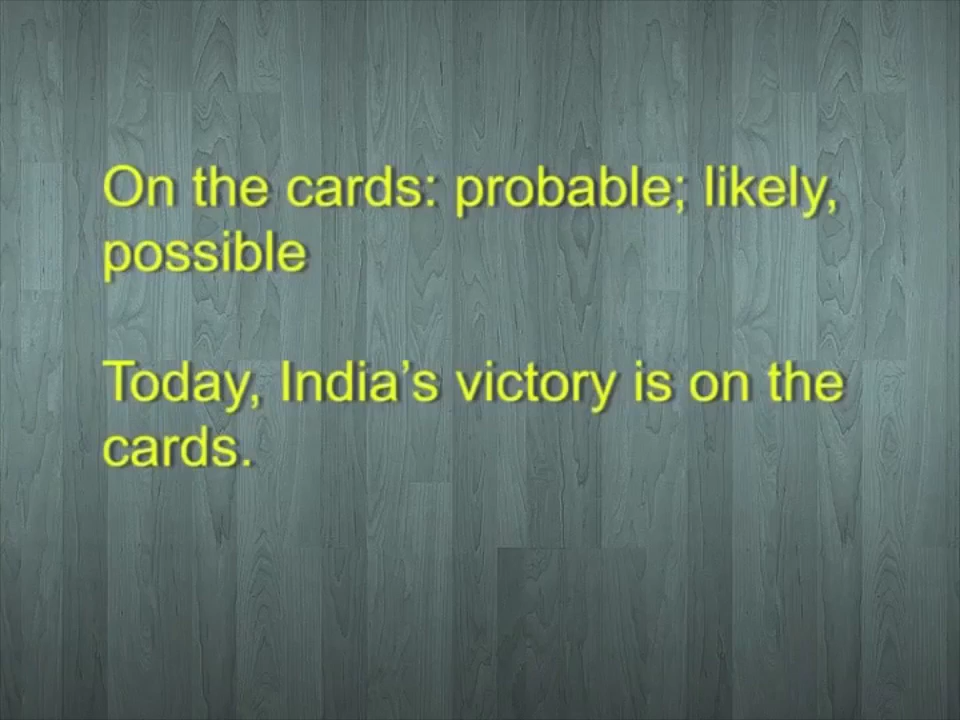 On the cards: probable; likely,
possible
Today, India’s victory is on the
cards.